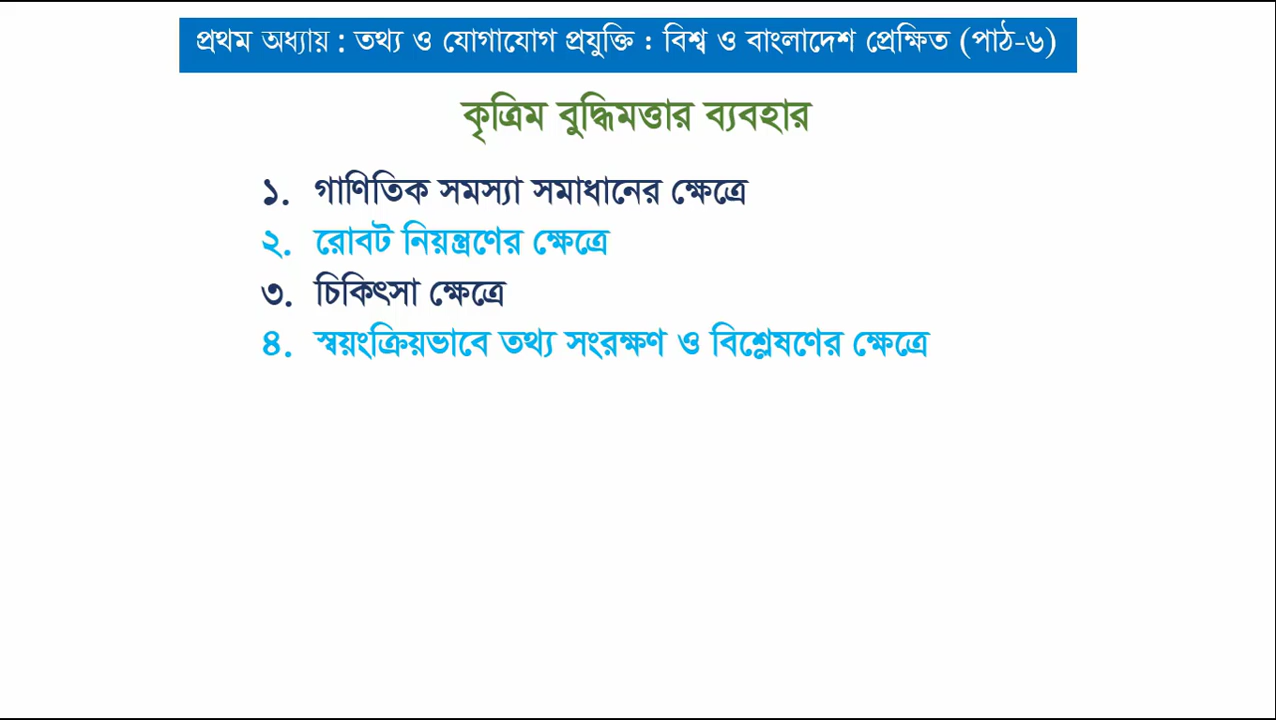 প্রথম অধ্যায় : তথ্য ও যোগাযোগ প্রযুক্তি : বিশ্ব ও বাংলাদেশ প্রেক্ষিত (পাঠ-৬)
কৃত্রিম বুদ্ধিমত্তার ব্যবহার
১. গাণিতিক সমস্যা সমাধানের ক্ষেত্রে
২. রোবট নিয়ন্ত্রণের ক্ষেত্রে
৩. চিকিৎসা ক্ষেত্রে
৪. স্বয়ংক্রিয়ভাবে তথ্য সংরক্ষণ ও বিশ্লেষণের ক্ষেত্রে